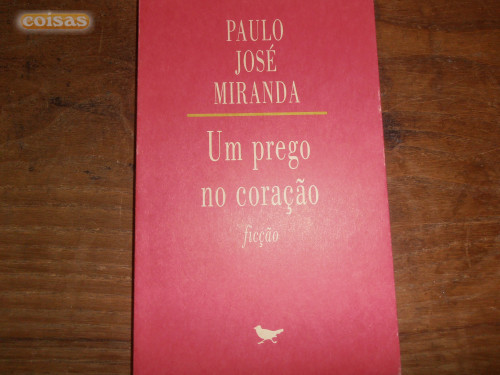 coisas
PAULO
JOSÉ
MIRANDA
Um prego
no coração
ficção